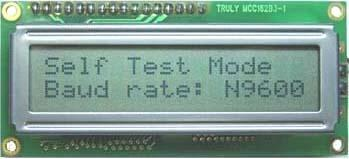 TRULY MCC162B3-1
Self Test Mode
Baud rate: N9600